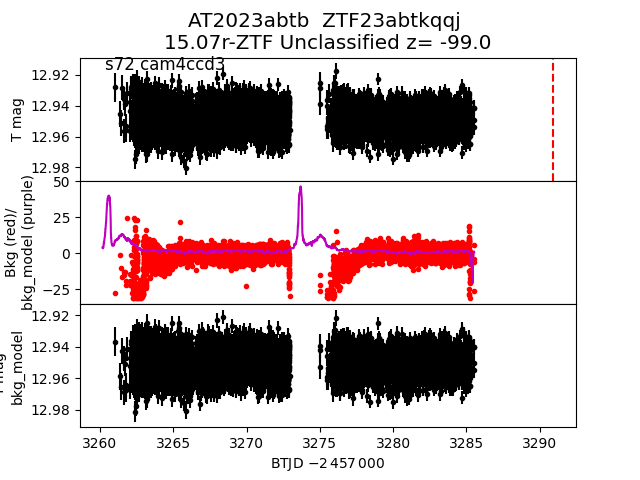 AT2023abtb  ZTF23abtkqqj
15.07r-ZTF Unclassified z= -99.0
s72 cam4ccd3
12.92
12.94
12.96
12.98
T mag
50
25
0
−25
Bkg (red)/
bkg_model (purple)
12.92
12.94
12.96
12.98
bkg_model
3260
3265
3270
3275
3280
3285
3290
BTJD −2 457 000